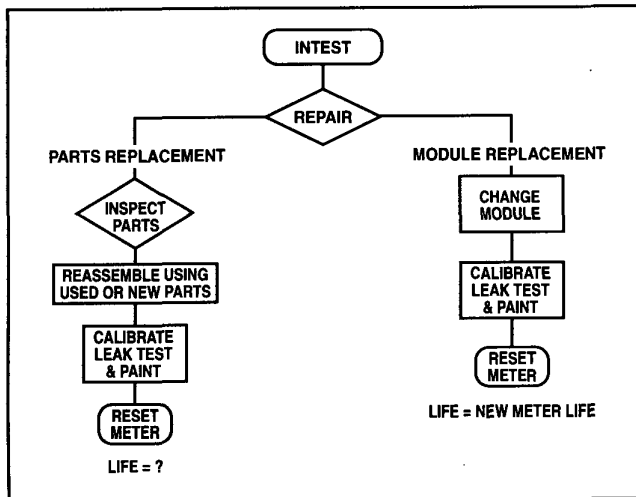 INTEST
REPAIR
PARTS REPLACEMENT
INSPECT
PARTS
REASSEMBLE USING
USED OR NEW PARTS
CALIBRATE
LEAK TEST
& PAINT
RESET
METER
LIFE = ?
MODULE REPLACEMENT
CHANGE
MODULE
CALIBRATE
LEAK TEST
& PAINT
RESET
METER
LIFE = NEW METER LIFE